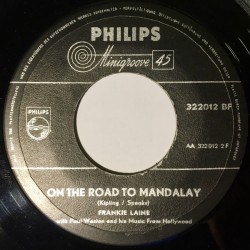 PHILIPS
Minigroove 45
322012 BF
PHILIPS
AA 322012 2 F
ON THE ROAD TO MANDALAY
(Kipling / Speaks)
FRANKIE LAINE
with Paul Weston and his Music From Hollywood